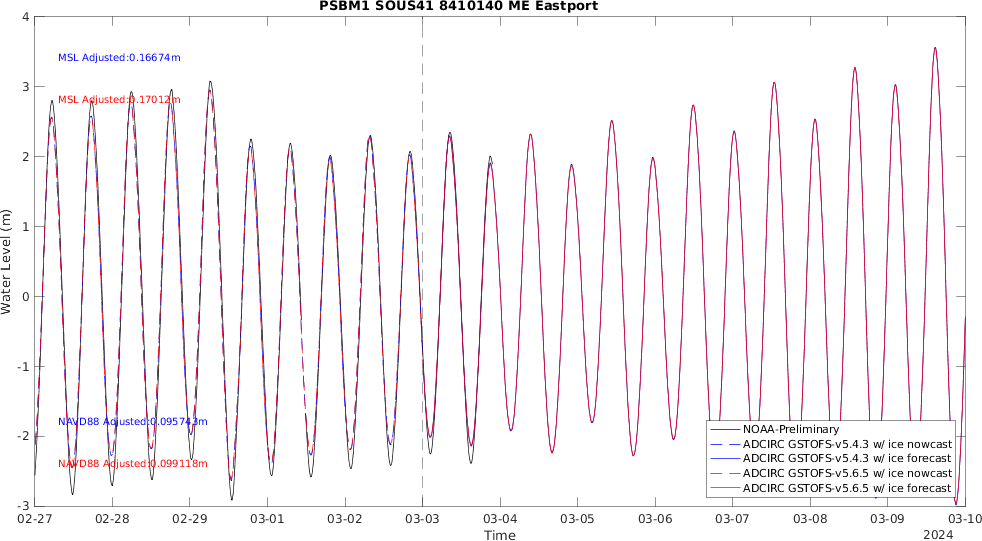 PSBM1 SOUS41 8410140 ME Eastport
4
3
2
1
0
-1
-2
-3
Water Level (m)
MSL Adjusted:0.16674m
MSL Adjusted:0.17012m
NAVD88 Adjusted:0.095743m
NAVD88 Adjusted:0.099118m
NOAA-Preliminary
ADCIRC GSTOFS-v5.4.3 w/ ice nowcast
ADCIRC GSTOFS-v5.4.3 w/ ice forecast
ADCIRC GSTOFS-v5.6.5 w/ ice nowcast
ADCIRC GSTOFS-v5.6.5 w/ ice forecast
02-27 02-28 02-29 03-01 03-02 03-03 03-04 03-05 03-06 03-07 03-08 03-09 03-10
Time
2024